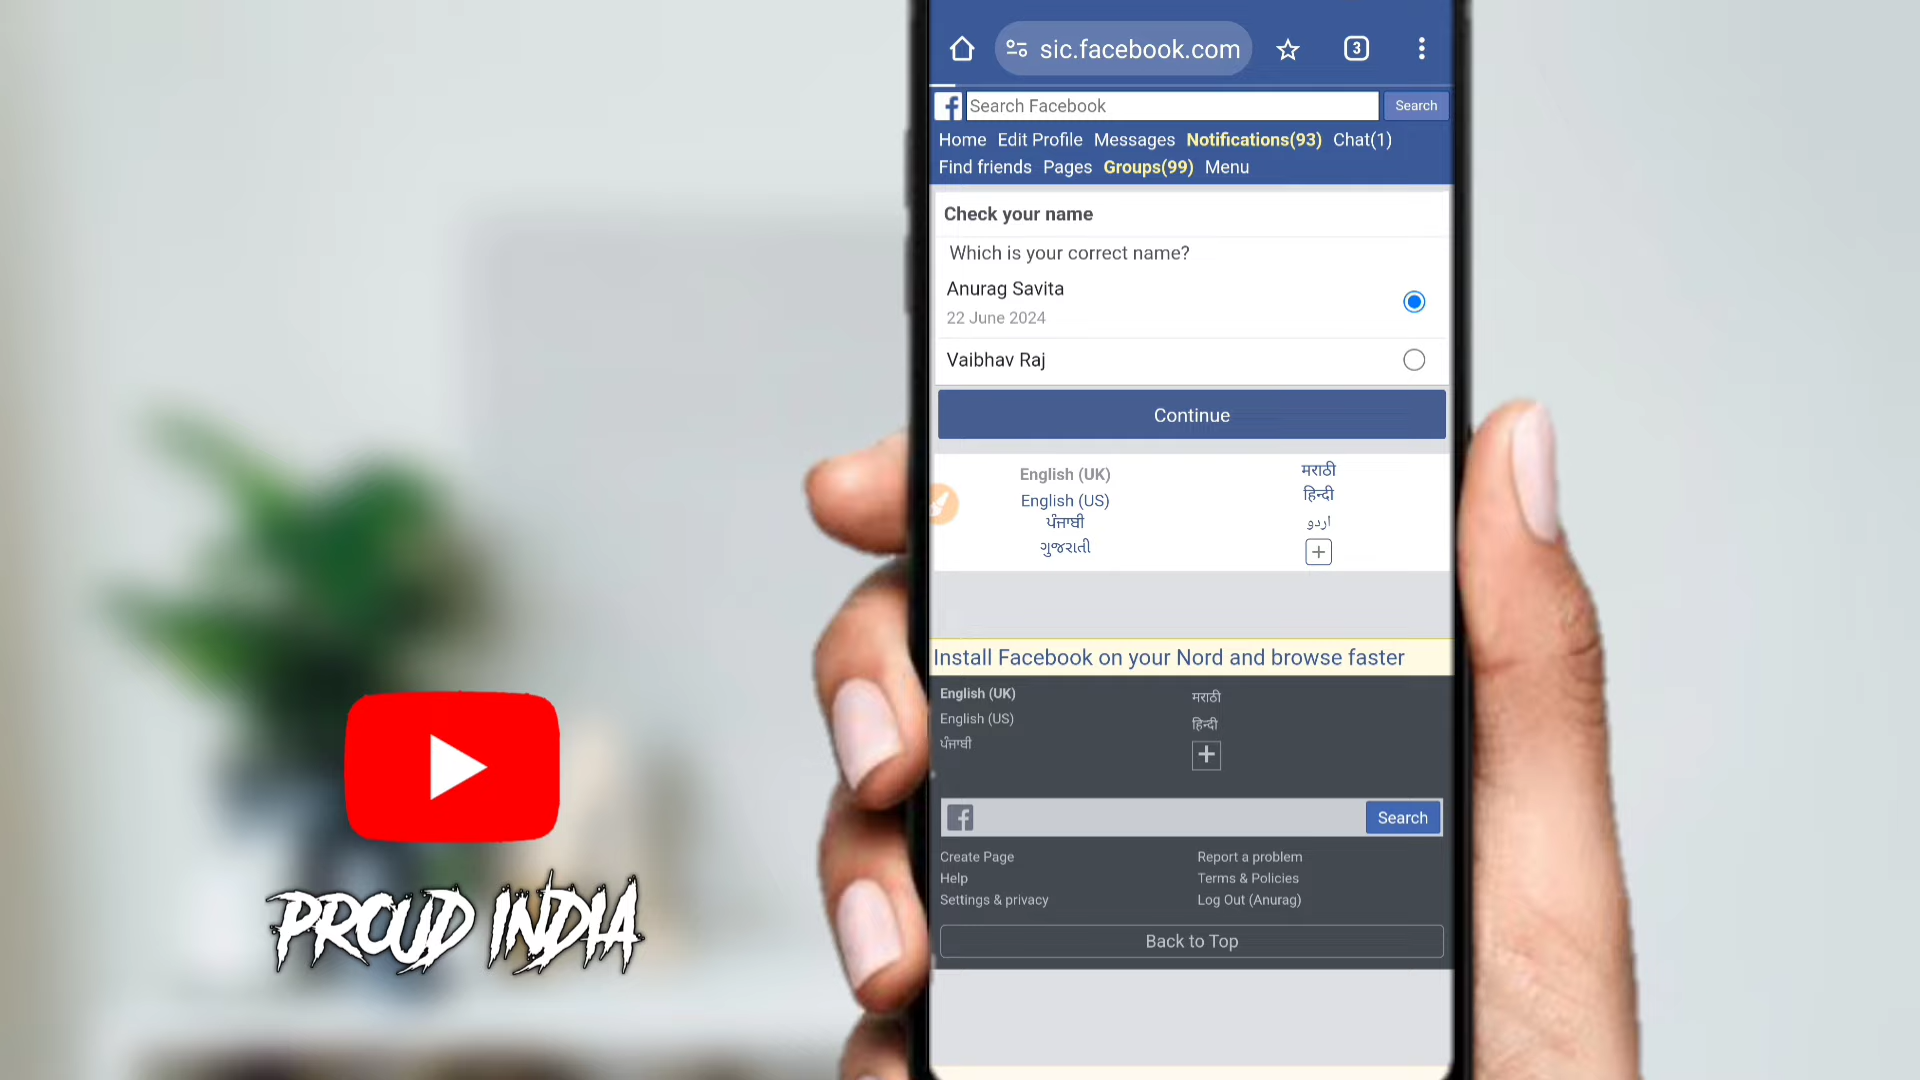 3
sic.facebook.com
Search Facebook
Search
Home Edit Profile Messages Notifications(93) Chat(1)
Find friends Pages Groups(99) Menu
Check your name
Which is your correct name?
Anurag Savita
22 June 2024
Vaibhav Raj
Continue
English (UK)
English (US)
ਪੰਜਾਬੀ
ગુજરાતી
मराठी
हिन्दी
اردو
Install Facebook on your Nord and browse faster
English (UK)
English (US)
ਪੰਜਾਬੀ
मराठी
हिन्दी
Search
Create Page
Help
Settings & privacy
Report a problem
Terms & Policies
Log Out (Anurag)
Back to Top
PROUD INDIA